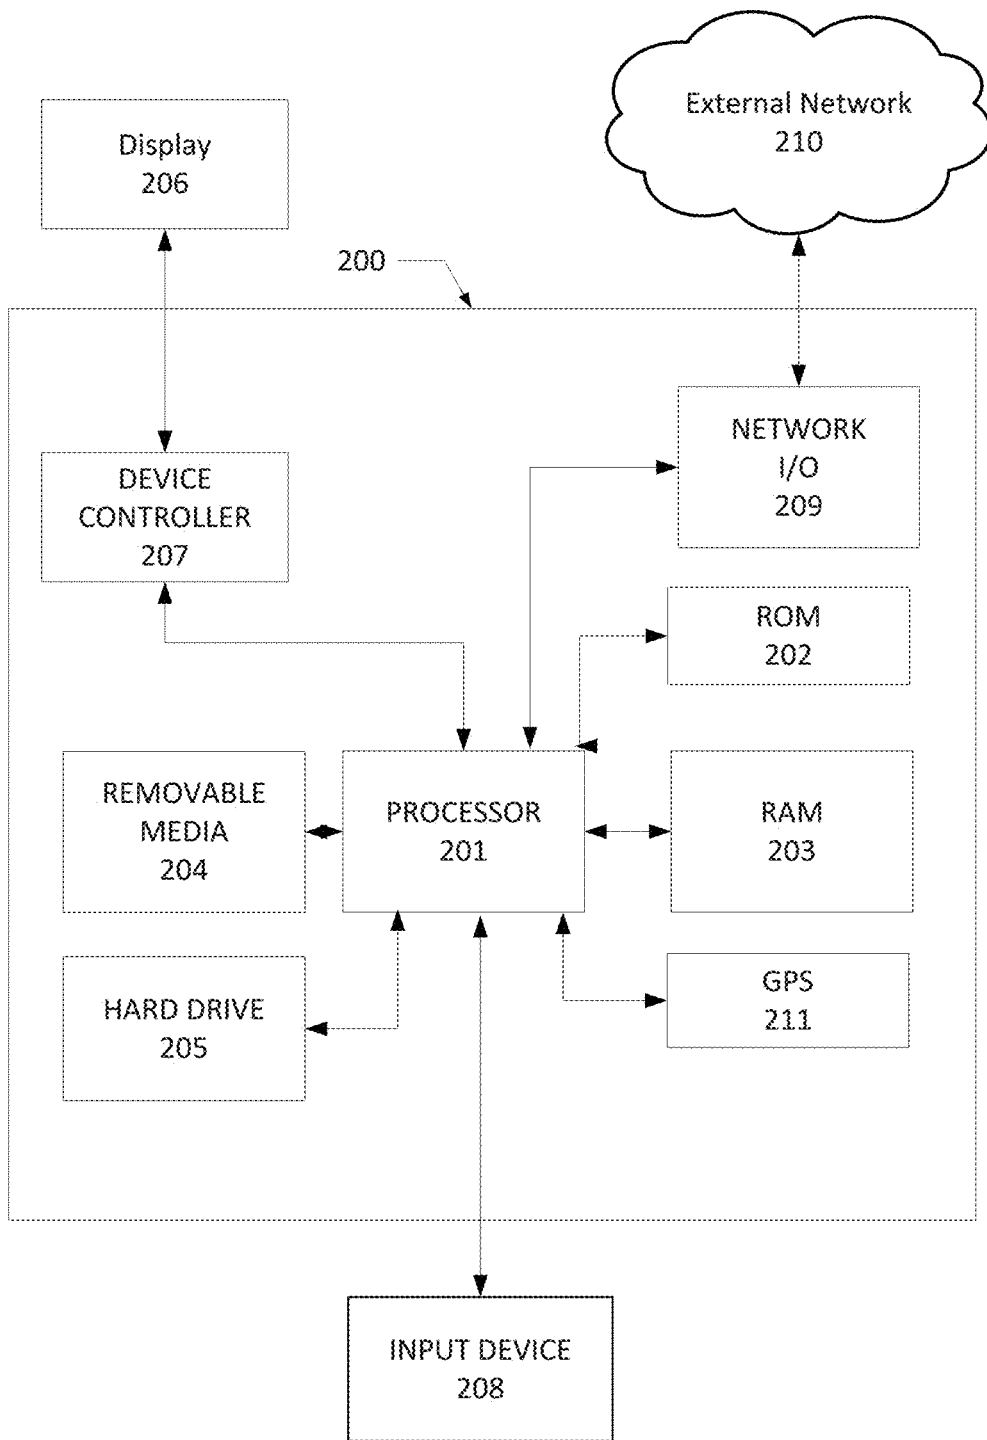 External Network
210
Display
206
200
NETWORK
I/O
209
DEVICE
CONTROLLER
207
ROM
202
REMOVABLE
MEDIA
204
PROCESSOR
201
RAM
203
HARD DRIVE
205
GPS
211
INPUT DEVICE
208